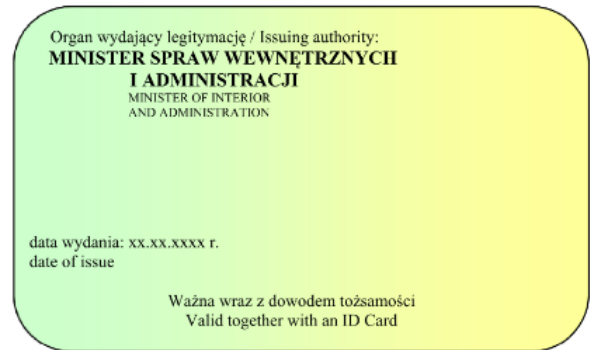 Organ wydający legitymację / Issuing authority:
MINISTER SPRAW WEWNĘTRZNYCH
I ADMINISTRACJI
MINISTER OF INTERIOR
AND ADMINISTRATION
data wydania: xx.xx.xxxx r.
date of issue
Ważna wraz z dowodem tożsamości
Valid together with an ID Card